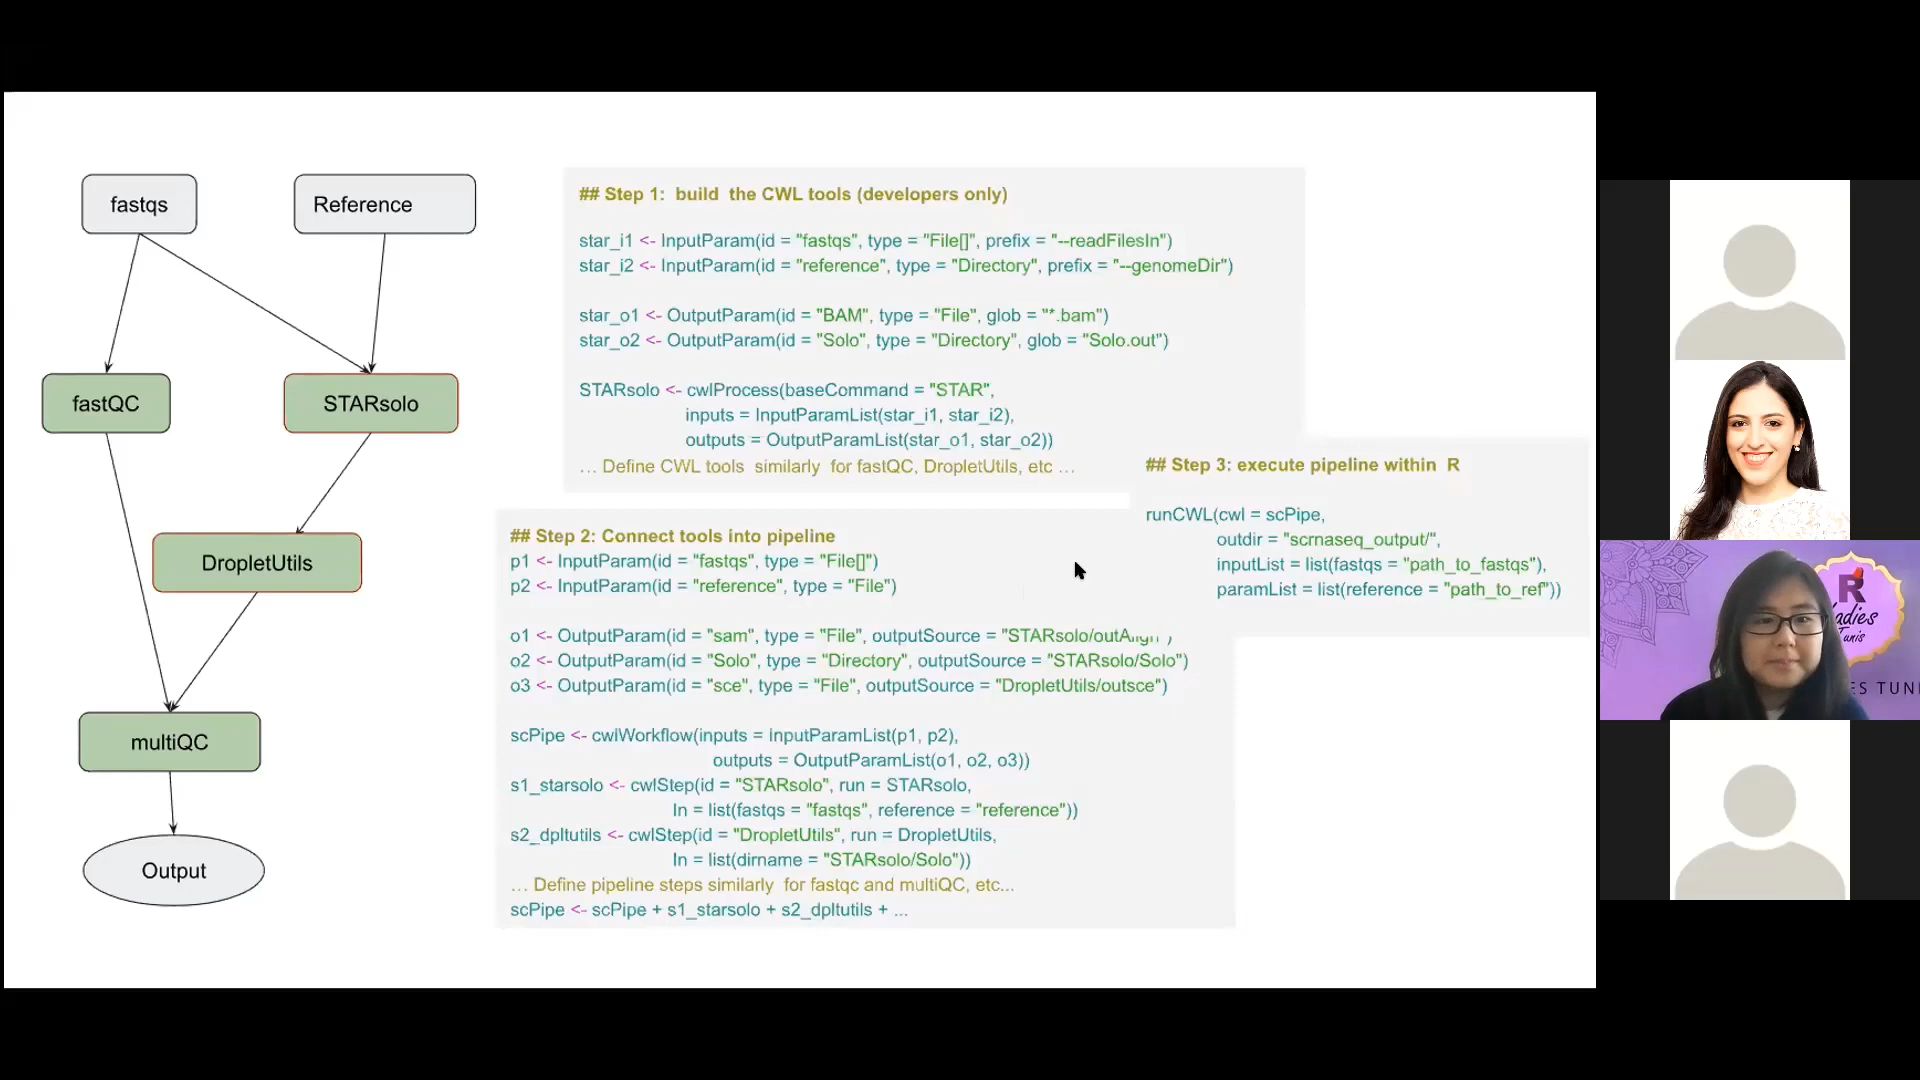 fastqs
Reference
fastQC
STARsolo
DropletUtils
multiQC
Output
## Step 1:  build  the CWL tools (developers only)
star_i1 <- InputParam(id = "fastqs", type = "File[]", prefix = "--readFilesIn")
star_i2 <- InputParam(id = "reference", type = "Directory", prefix = "--genomeDir")
star_o1 <- OutputParam(id = "BAM", type = "File", glob = "*.bam")
star_o2 <- OutputParam(id = "Solo", type = "Directory", glob = "Solo.out")
STARsolo <- cwlProcess(baseCommand = "STAR",
inputs = InputParamList(star_i1, star_i2),
outputs = OutputParamList(star_o1, star_o2))
… Define CWL tools  similarly  for fastQC, DropletUtils, etc …
## Step 2: Connect tools into pipeline
p1 <- InputParam(id = "fastqs", type = "File[]")
p2 <- InputParam(id = "reference", type = "File")
o1 <- OutputParam(id = "sam", type = "File", outputSource = "STARsolo/outAlign")
o2 <- OutputParam(id = "Solo", type = "Directory", outputSource = "STARsolo/Solo")
o3 <- OutputParam(id = "sce", type = "File", outputSource = "DropletUtils/outsce")
scPipe <- cwlWorkflow(inputs = InputParamList(p1, p2),
outputs = OutputParamList(o1, o2, o3))
s1_starsolo <- cwlStep(id = "STARsolo", run = STARsolo,
In = list(fastqs = "fastqs", reference = "reference"))
s2_dpltutils <- cwlStep(id = "DropletUtils", run = DropletUtils,
In = list(dirname = "STARsolo/Solo"))
… Define pipeline steps similarly  for fastqc and multiQC, etc...
scPipe <- scPipe + s1_starsolo + s2_dpltutils + ...
## Step 3: execute pipeline within  R
runCWL(cwl = scPipe,
outdir = "scrnaseq_output/",
inputList = list(fastqs = "path_to_fastqs"),
paramList = list(reference = "path_to_ref"))
R
adies
Tunis
ES TUNI